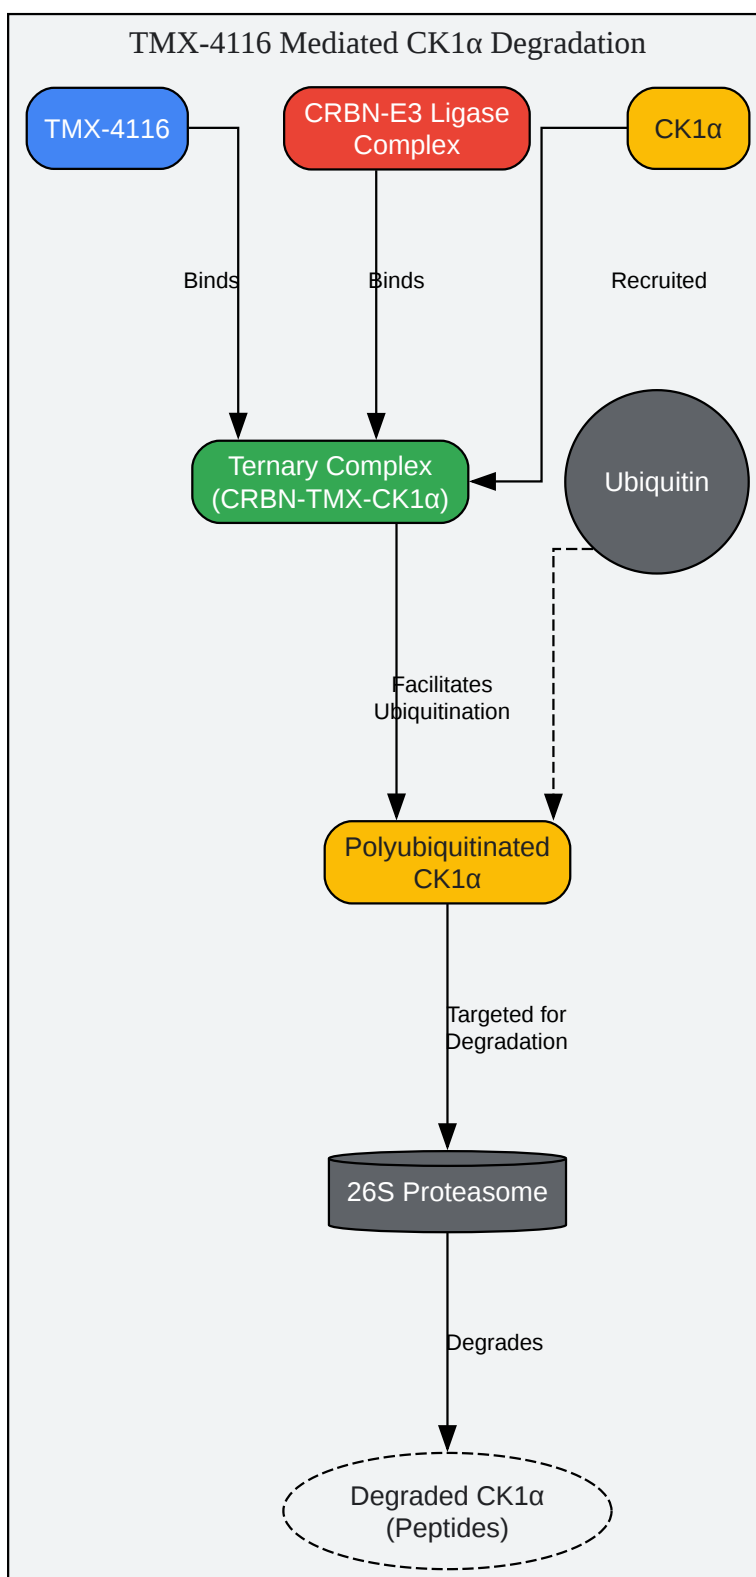 TMX-4116 Mediated CK1α Degradation
TMX-4116
CRBN-E3 Ligase
Complex
CK1α
Binds
Binds
Recruited
Ternary Complex
(CRBN-TMX-CK1α)
Ubiquitin
Facilitates
Ubiquitination
Polyubiquitinated
CK1α
Targeted for
Degradation
26S Proteasome
Degrades
Degraded CK1α
(Peptides)